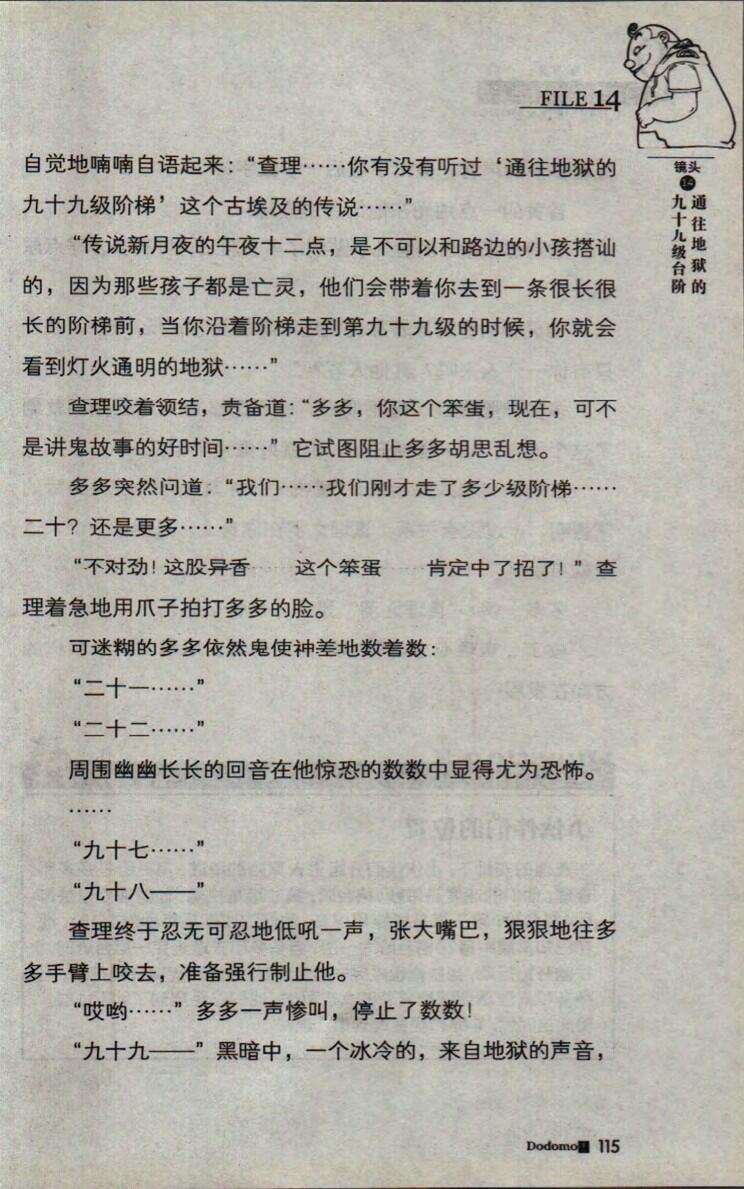 FILE 14
镜头
14
通往地狱的
九十九级台阶
自觉地喃喃自语起来：“查理……你有没有听过‘通往地狱的
九十九级阶梯’这个古埃及的传说……”
“传说新月夜的午夜十二点，是不可以和路边的小孩搭讪
的，因为那些孩子都是亡灵，他们会带着你去到一条很长很
长的阶梯前，当你沿着阶梯走到第九十九级的时候，你就会
看到灯火通明的地狱……”
查理咬着领结，责备道：“多多，你这个笨蛋，现在，可不
是讲鬼故事的好时间……”它试图阻止多多胡思乱想。
多多突然问道：“我们……我们刚才走了多少级阶梯……
二十？还是更多……”
“不对劲！这股异香 这个笨蛋 肯定中了招了！”查
理着急地用爪子拍打多多的脸。
可迷糊的多多依然鬼使神差地数着数：
“二十一……”
“二十二……”
周围幽幽长长的回音在他惊恐的数数中显得尤为恐怖。
……
“九十七……”
“九十八——”
查理终于忍无可忍地低吼一声，张大嘴巴，狠狠地往多
多手臂上咬去，准备强行制止他。
“哎哟……”多多一声惨叫，停止了数数！
“九十九——”黑暗中，一个冰冷的，来自地狱的声音，
Dodomo 115